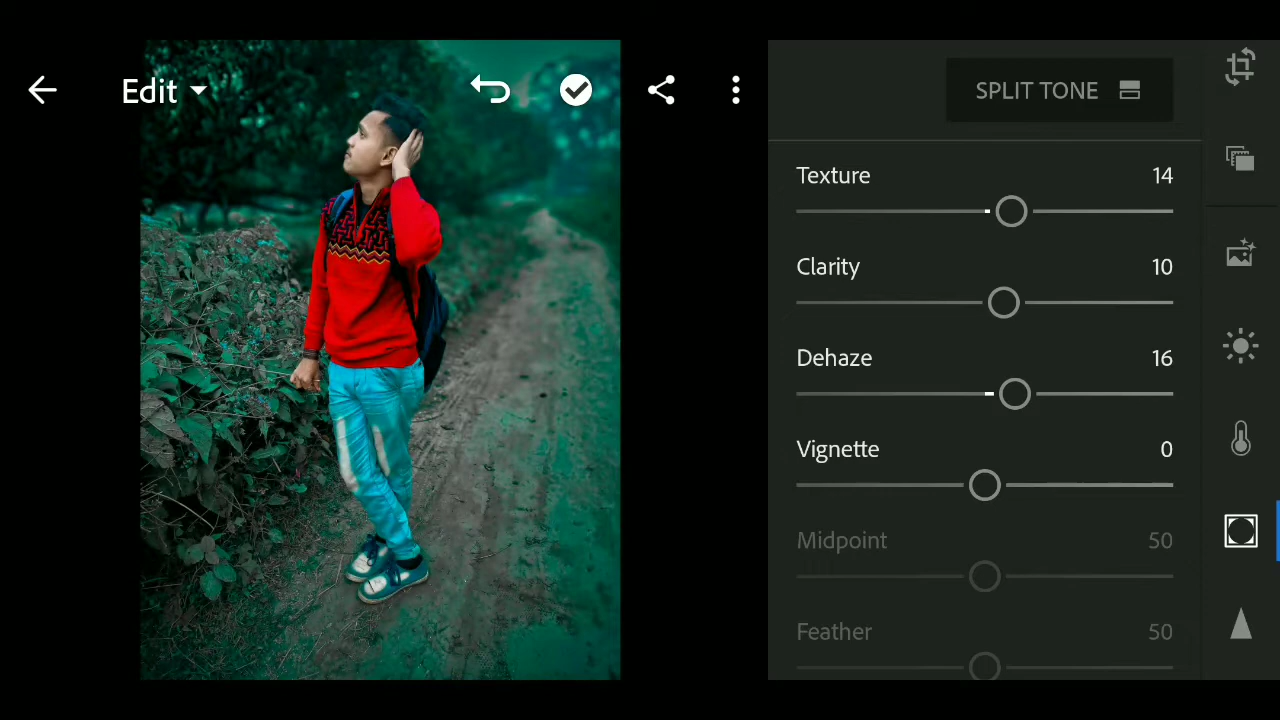 Edit
SPLIT TONE
Texture 14
Clarity 10
Dehaze 16
Vignette 0
Midpoint 50
Feather 50